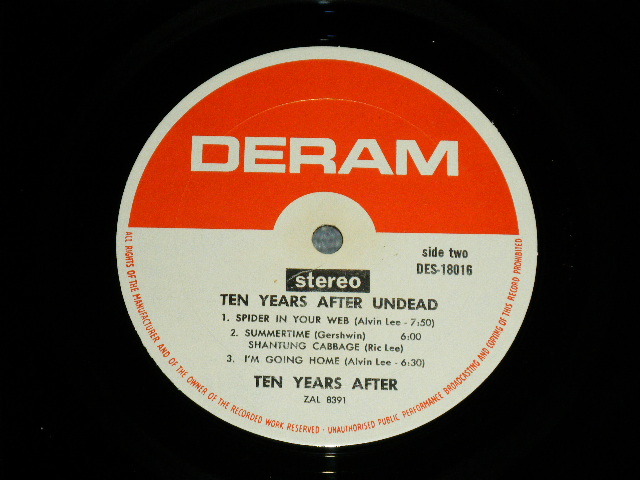 DERAM
side two
DES-18016
stereo
TEN YEARS AFTER UNDEAD
1. SPIDER IN YOUR WEB (Alvin Lee - 7:50)
2. SUMMERTIME (Gershwin) 6:00
SHANTUNG CABBAGE (Ric Lee)
3. I'M GOING HOME (Alvin Lee - 6:30)
TEN YEARS AFTER
ZAL 8391
ALL RIGHTS OF THE MANUFACTURER AND OF THE OWNER OF THE RECORDED WORK RESERVED · UNAUTHORISED PUBLIC PERFORMANCE BROADCASTING AND COPYING OF THIS RECORD PROHIBITED